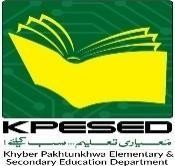 KPESED
معیاری تعلیم... سب کیلئے!
Khyber Pakhtunkhwa Elementary &
Secondary Education Department